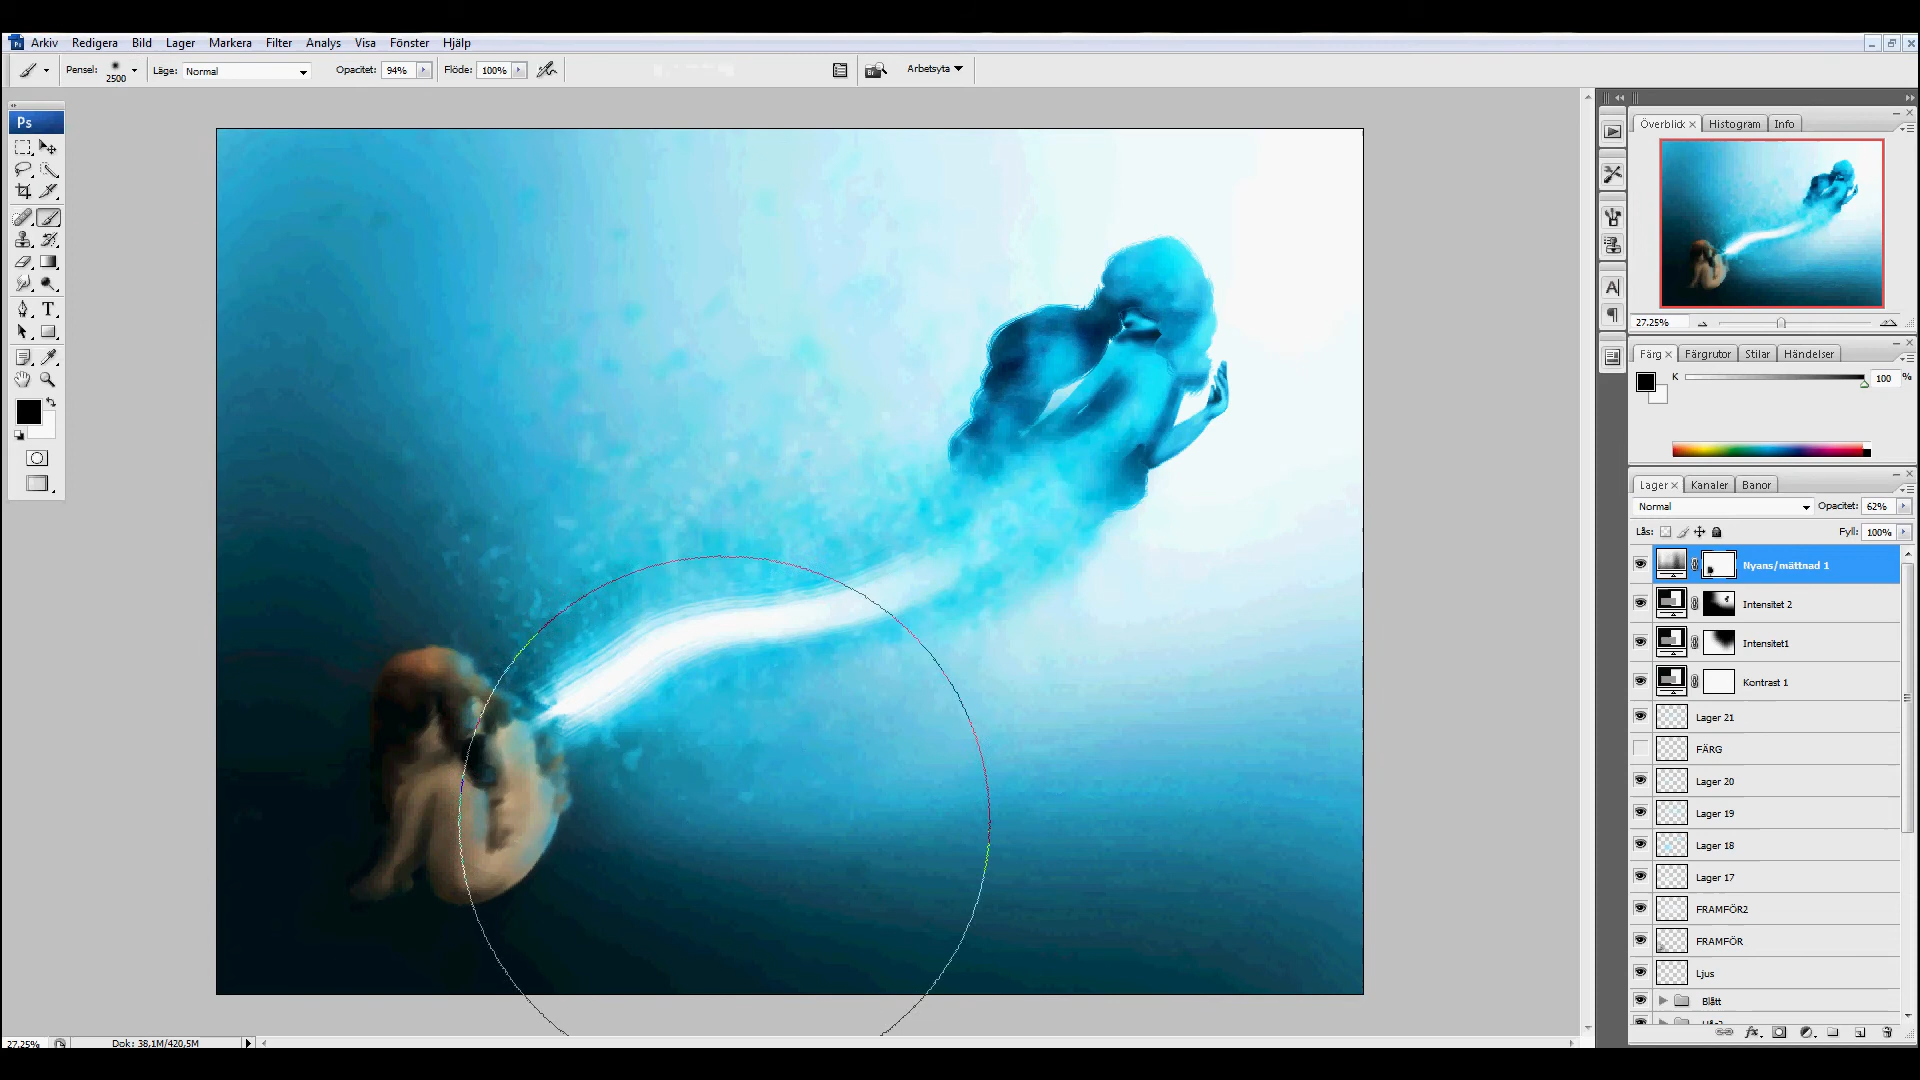 Ps Arkiv Redigera Bild Lager Markera Filter Analys Visa Fönster Hjälp
Pensel: 2500 Läge: Normal Opacitet: 94% Flöde: 100% Br Arbetsyta
Ps
T
Överblick Histogram Info
27.25%
Färg Färgrutor Stilar Händelser
K 100 %
A
Lager Kanaler Banor
Normal Opacitet: 62%
Lås: Fyll: 100%
Nyans/mättnad 1
Intensitet 2
Intensitet1
Kontrast 1
Lager 21
FÄRG
Lager 20
Lager 19
Lager 18
Lager 17
FRAMFÖR2
FRAMFÖR
Ljus
Blått
fx
27.25% Dok: 38,1M/420,5M